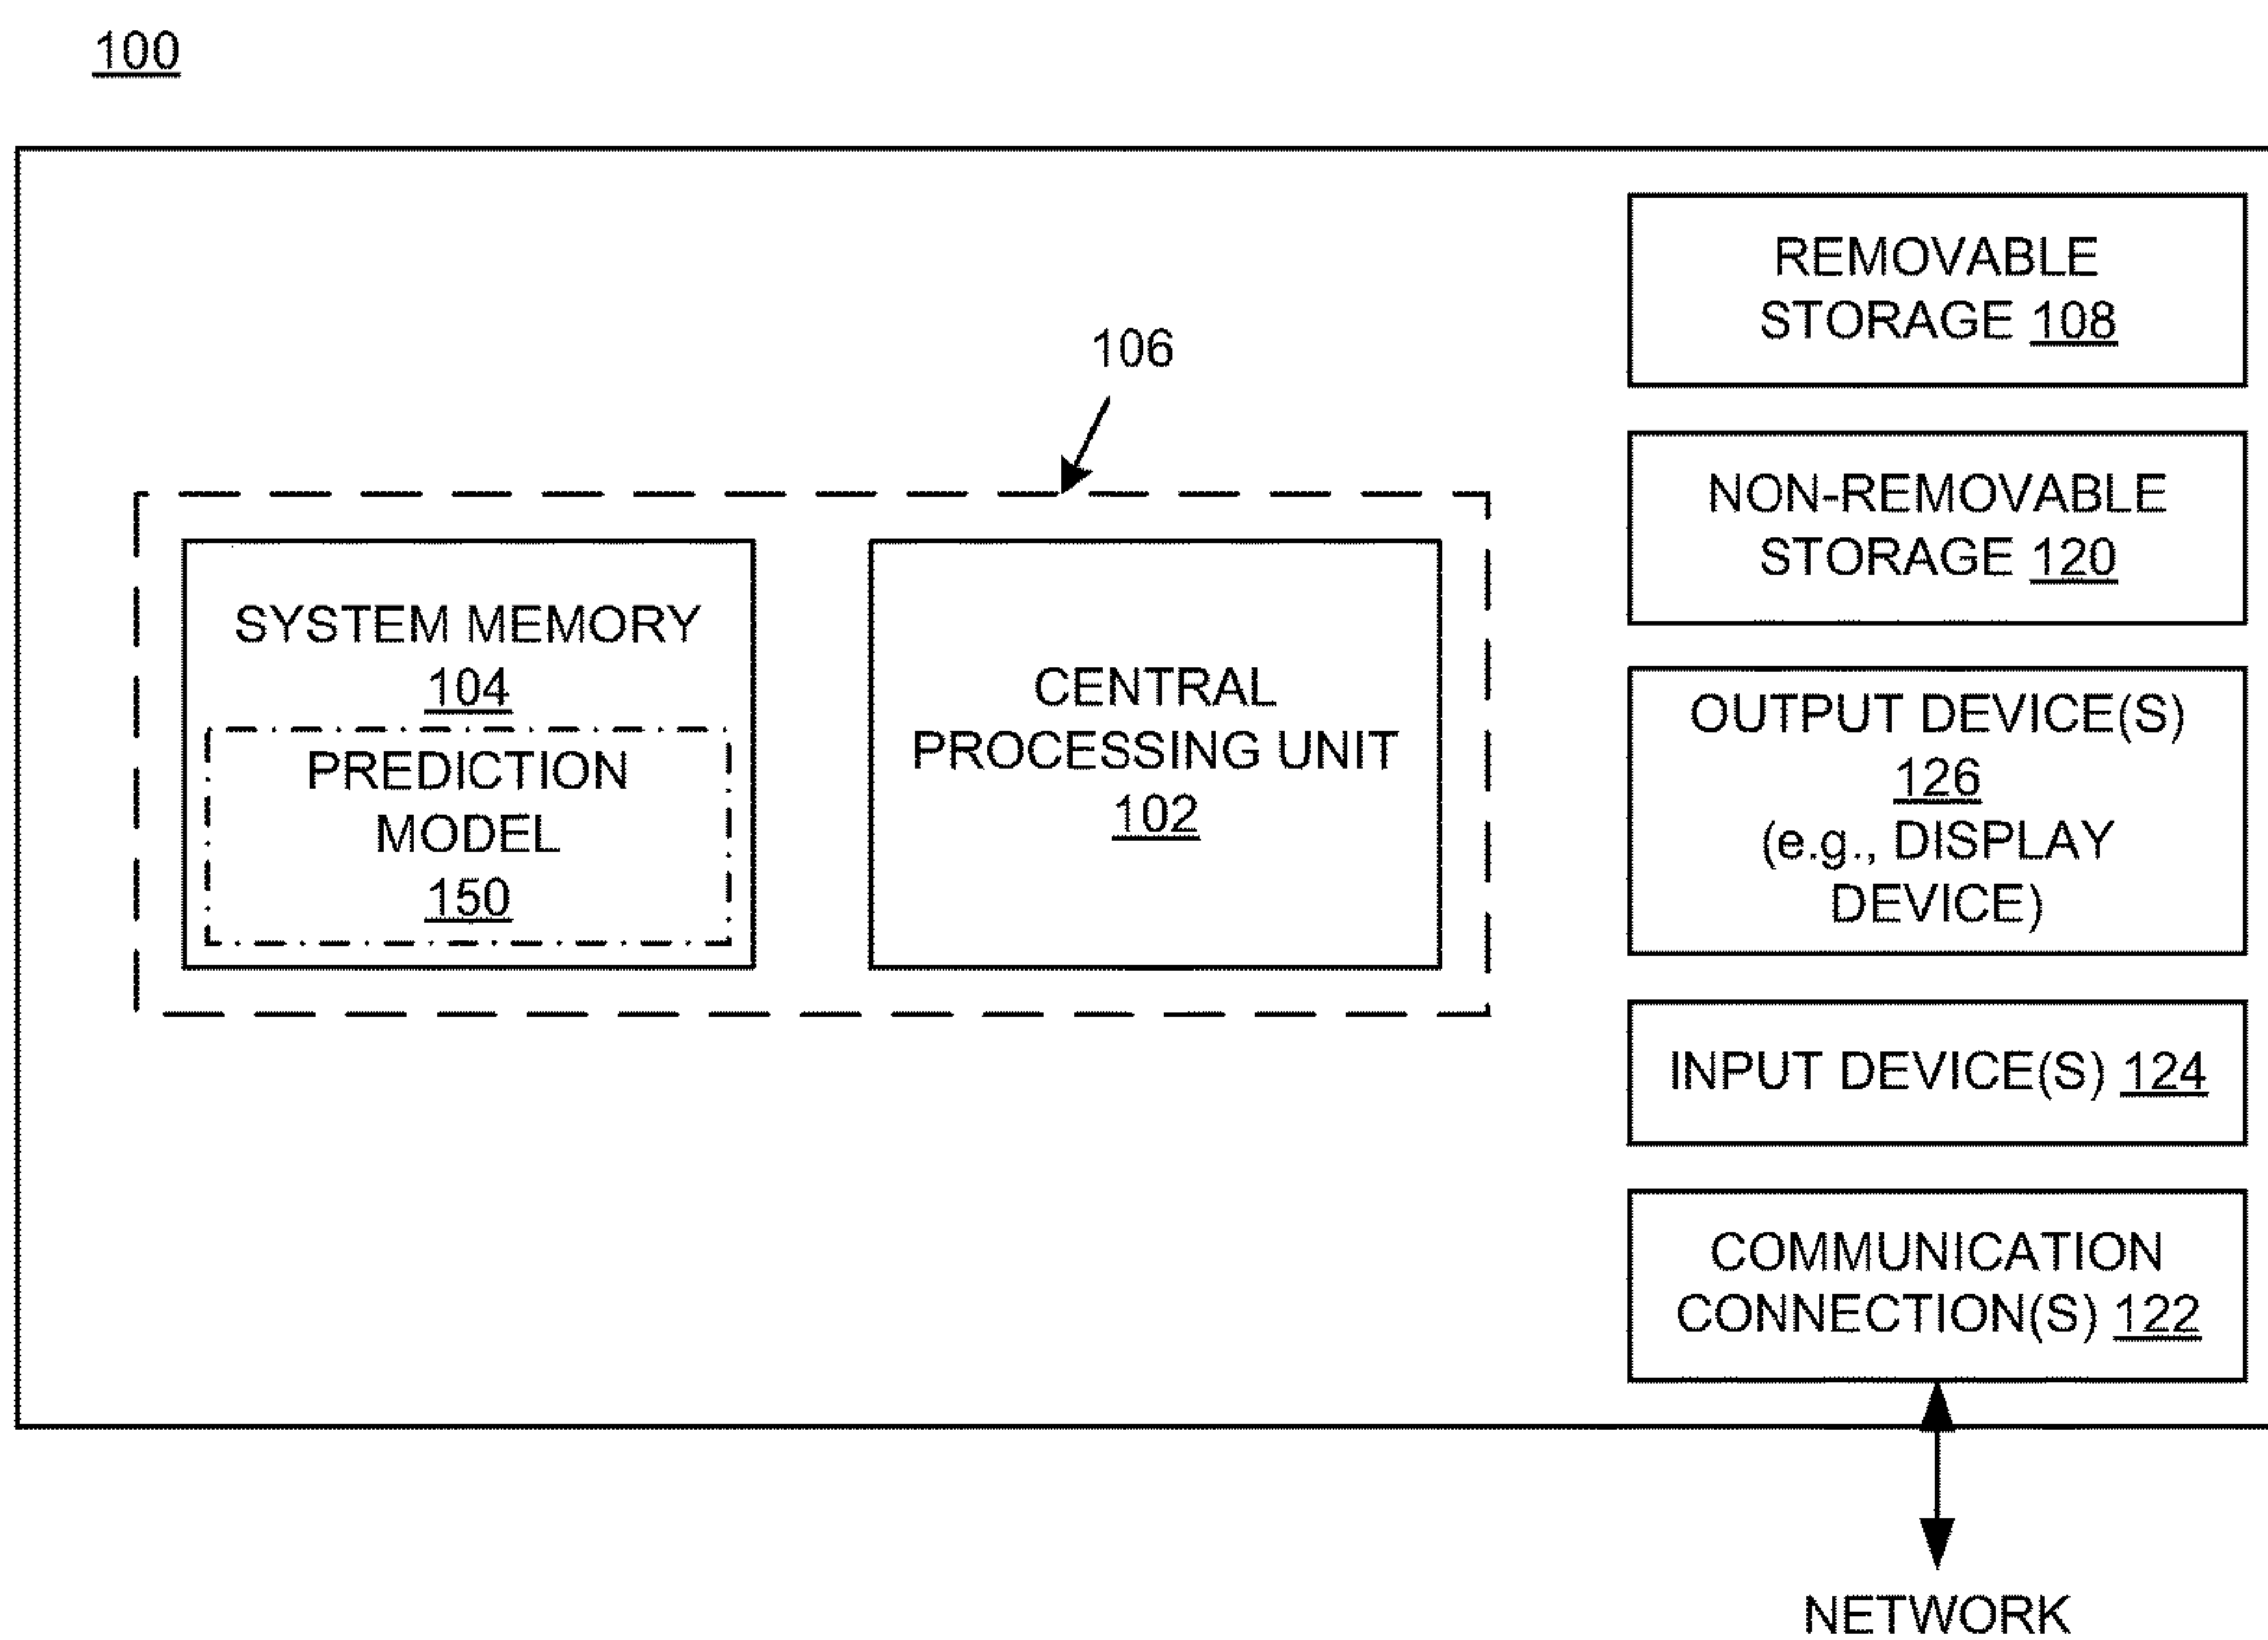 100
106
SYSTEM MEMORY
104
PREDICTION
MODEL
150
CENTRAL
PROCESSING UNIT
102
REMOVABLE
STORAGE 108
NON-REMOVABLE
STORAGE 120
OUTPUT DEVICE(S)
126
(e.g., DISPLAY
DEVICE)
INPUT DEVICE(S) 124
COMMUNICATION
CONNECTION(S) 122
NETWORK